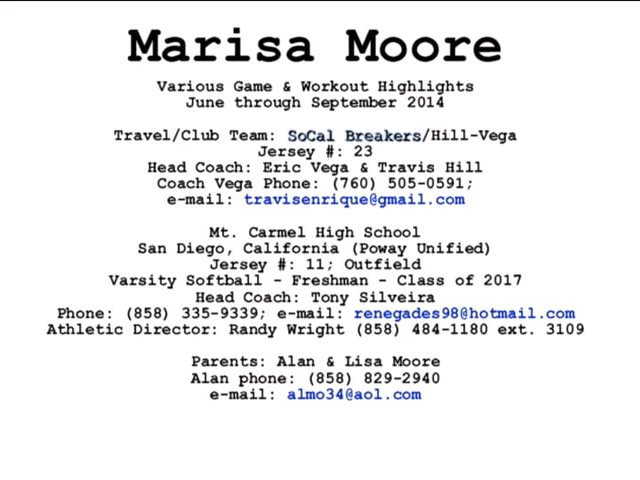 Marisa Moore
Various Game & Workout Highlights
June through September 2014
Travel/Club Team: SoCal Breakers/Hill-Vega
Jersey #: 23
Head Coach: Eric Vega & Travis Hill
Coach Vega Phone: (760) 505-0591;
e-mail: travisenrique@gmail.com
Mt. Carmel High School
San Diego, California (Poway Unified)
Jersey #: 11; Outfield
Varsity Softball - Freshman - Class of 2017
Head Coach: Tony Silveira
Phone: (858) 335-9339; e-mail: renegades98@hotmail.com
Athletic Director: Randy Wright (858) 484-1180 ext. 3109
Parents: Alan & Lisa Moore
Alan phone: (858) 829-2940
e-mail: almo34@aol.com